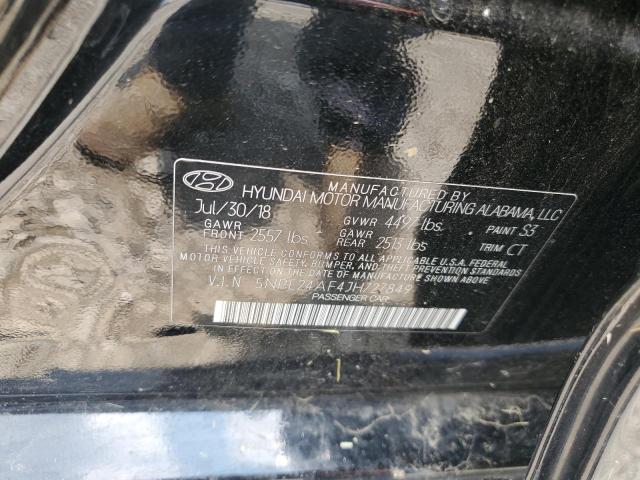 MANUFACTURED BY
HYUNDAI MOTOR MANUFACTURING ALABAMA, LLC
Jul/30/18 GVWR 4497 lbs. PAINT S3
GAWR FRONT 2557 lbs. GAWR REAR 2513 lbs TRIM CT
THIS VEHICLE CONFORMS TO ALL APPLICABLE U.S.A. FEDERAL
MOTOR VEHICLE SAFETY, BUMPER, AND THEFT PREVENTION
STANDARDS IN EFFECT ON THE DATE OF MANUFACTURE SHOWN ABOVE.
V.I.N 5NPE24AF4JH727849
PASSENGER CAR